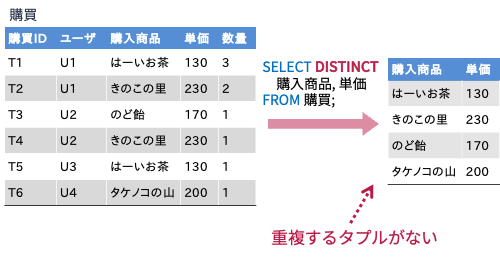 購買
購買ID ユーザ 購入商品 単価 数量
T1 U1 はーいお茶 130 3
T2 U1 きのこの里 230 2
T3 U2 のど飴 170 1
T4 U2 きのこの里 230 1
T5 U3 はーいお茶 130 1
T6 U4 タケノコの山 200 1
SELECT DISTINCT
購入商品, 単価
FROM 購買;
購入商品 単価
はーいお茶 130
きのこの里 230
のど飴 170
タケノコの山 200
重複するタプルがない